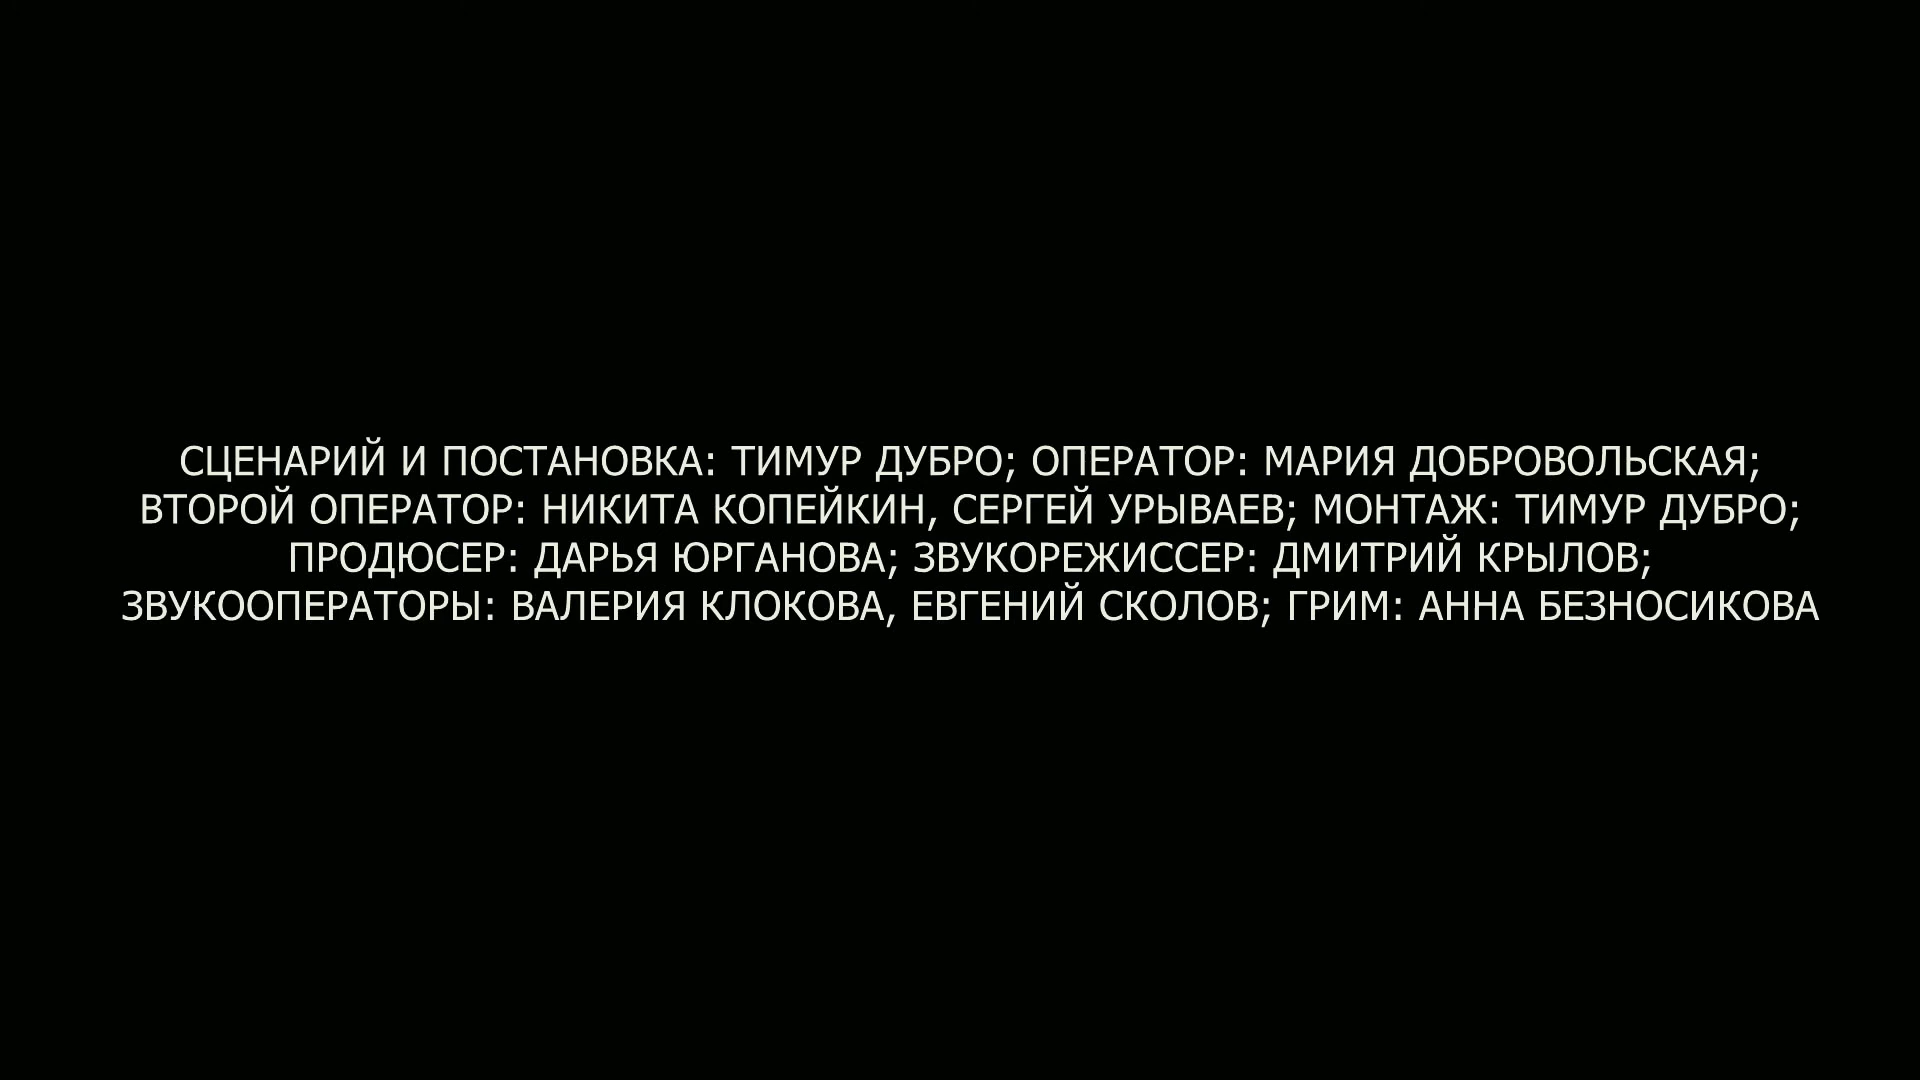 СЦЕНАРИЙ И ПОСТАНОВКА: ТИМУР ДУБРО; ОПЕРАТОР: МАРИЯ ДОБРОВОЛЬСКАЯ;
ВТОРОЙ ОПЕРАТОР: НИКИТА КОПЕЙКИН, СЕРГЕЙ УРЫВАЕВ; МОНТАЖ: ТИМУР ДУБРО;
ПРОДЮСЕР: ДАРЬЯ ЮРГАНОВА; ЗВУКОРЕЖИССЕР: ДМИТРИЙ КРЫЛОВ;
ЗВУКООПЕРАТОРЫ: ВАЛЕРИЯ КЛОКОВА, ЕВГЕНИЙ СКОЛОВ; ГРИМ: АННА БЕЗНОСИКОВА